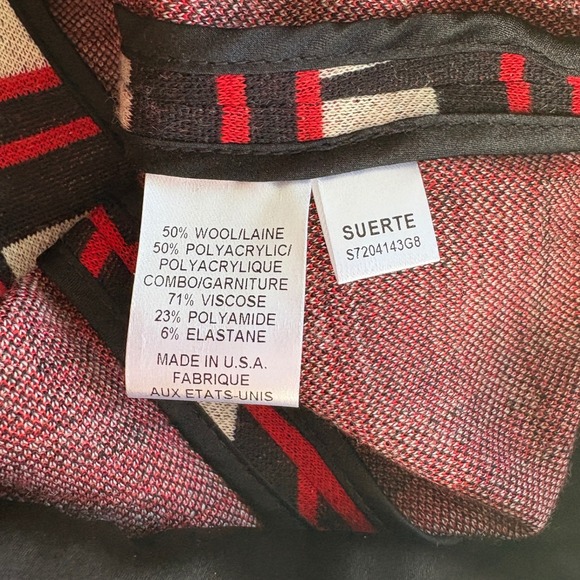 50% WOOL/LAINE
50% POLYACRYLIC/
POLYACRYLIQUE
COMBO/GARNITURE
71% VISCOSE
23% POLYAMIDE
6% ELASTANE
MADE IN U.S.A.
FABRIQUE
AUX ETATS-UNIS
SUERTE
S7204143G8